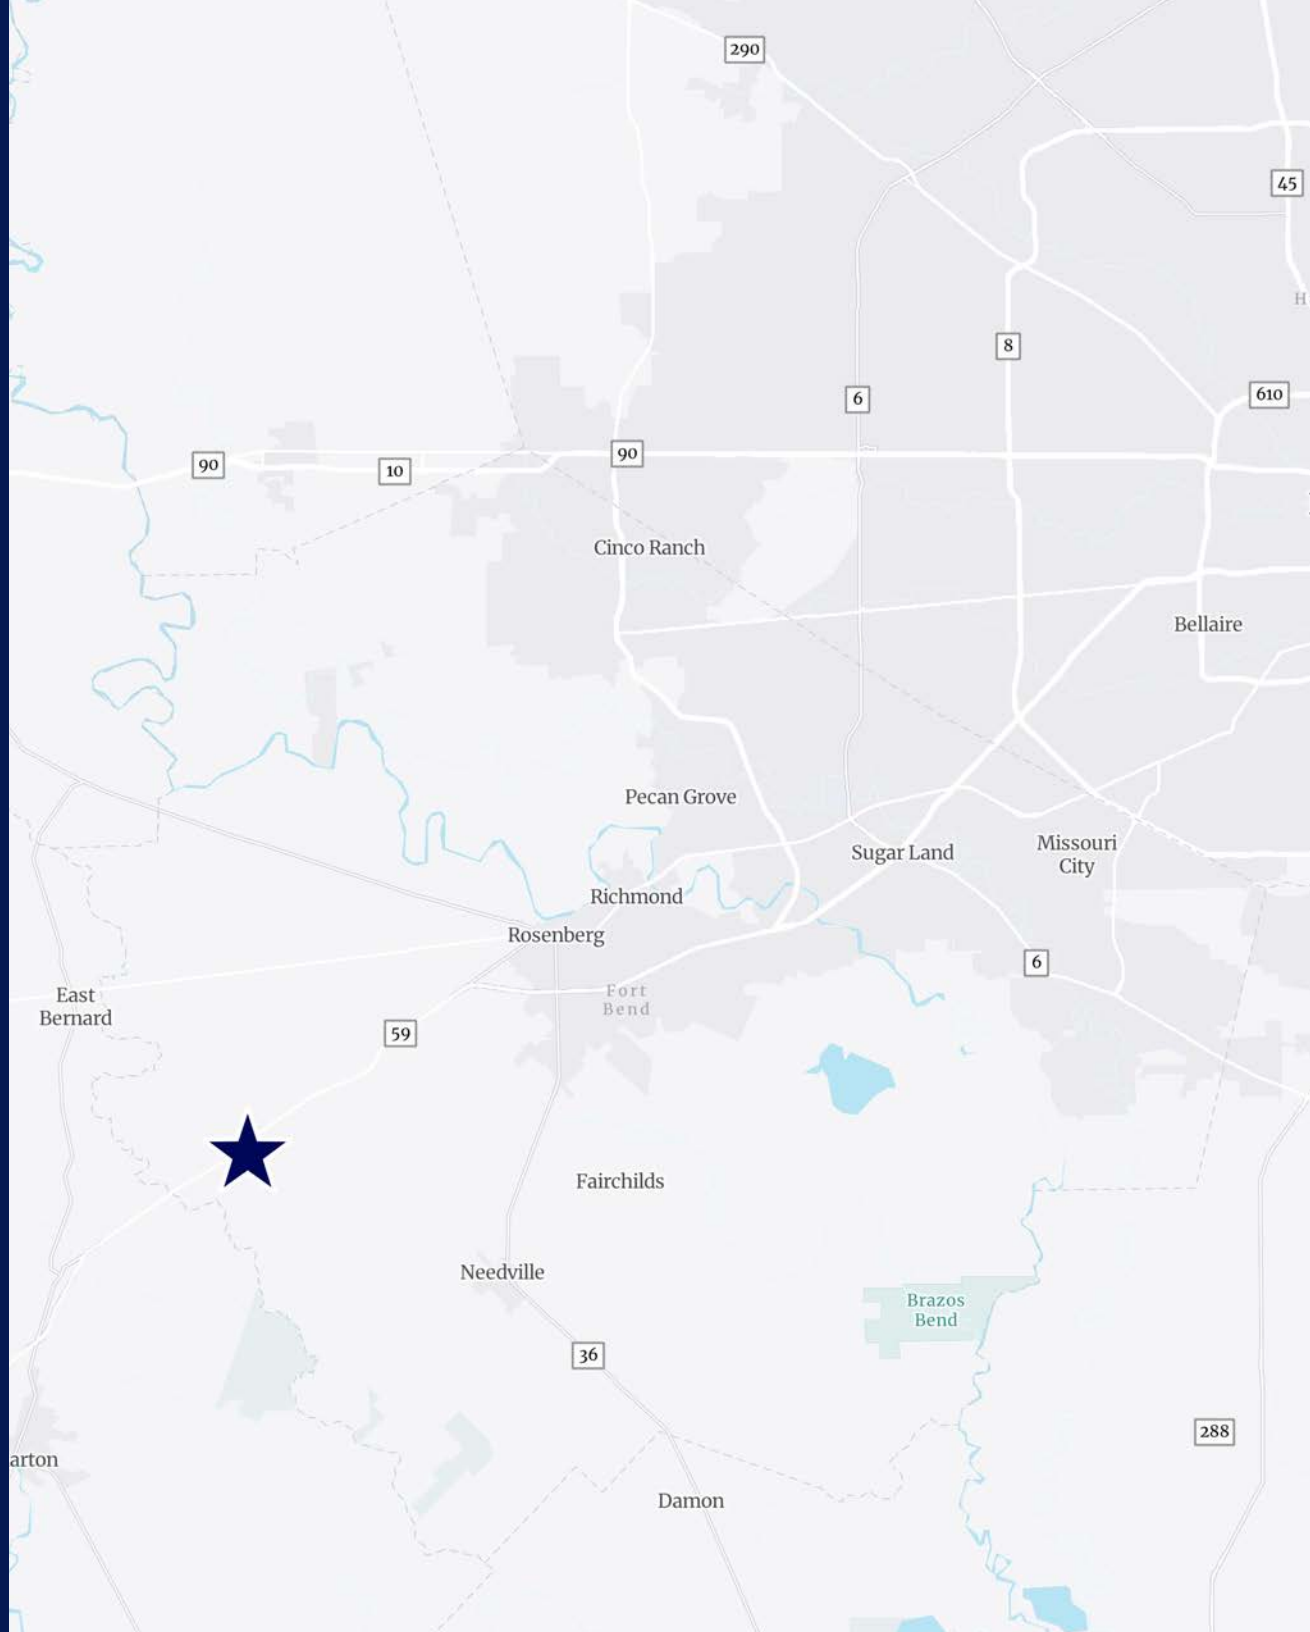 290
45
H
8
6
610
90
10
90
Cinco Ranch
Bellaire
Pecan Grove
Sugar Land
Missouri
City
Richmond
Rosenberg
6
Fort
Bend
East
Bernard
59
Fairchilds
Needville
Brazos
Bend
36
288
arton
Damon